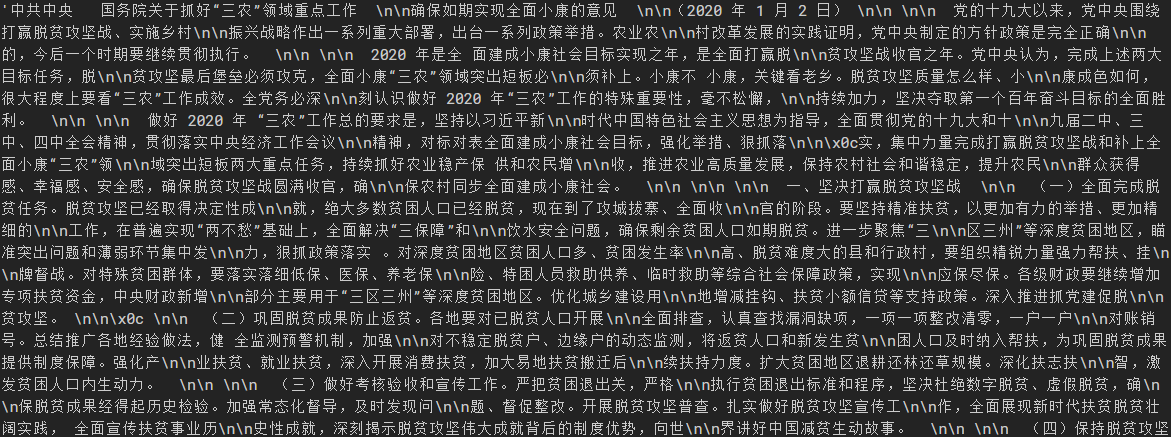 '中共中央   国务院关于抓好“三农”领域重点工作  \n\n确保如期实现全面小康的意见  \n\n（2020 年 1 月 2 日） \n\n \n\n  党的十九大以来，党中央围绕
打赢脱贫攻坚战、实施乡村\n\n振兴战略作出一系列重大部署，出台一系列政策举措。农业农\n\n村改革发展的实践证明，党中央制定的方针政策是完全正确\n\n
的，今后一个时期要继续贯彻执行。  \n\n \n\n  2020 年是全 面建成小康社会目标实现之年，是全面打赢脱\n\n贫攻坚战收官之年。党中央认为，完成上述两大
目标任务，脱\n\n贫攻坚最后堡垒必须攻克，全面小康“三农”领域突出短板必\n\n须补上。小康不 小康，关键看老乡。脱贫攻坚质量怎么样、小\n\n康成色如何，
很大程度上要看“三农”工作成效。全党务必深\n\n刻认识做好 2020 年“三农”工作的特殊重要性，毫不松懈，\n\n持续加力，坚决夺取第一个百年奋斗目标的全面胜
利。  \n\n \n\n  做好 2020 年 “三农”工作总的要求是，坚持以习近平新\n\n时代中国特色社会主义思想为指导，全面贯彻党的十九大和十\n\n九届二中、三
中、四中全会精神，贯彻落实中央经济工作会议\n\n精神，对标对表全面建成小康社会目标，强化举措、狠抓落\n\n\x0c实，集中力量完成打赢脱贫攻坚战和补上全
面小康“三农”领\n\n域突出短板两大重点任务，持续抓好农业稳产保 供和农民增\n\n收，推进农业高质量发展，保持农村社会和谐稳定，提升农民\n\n群众获得
感、幸福感、安全感，确保脱贫攻坚战圆满收官，确\n\n保农村同步全面建成小康社会。  \n\n \n\n \n\n  一、坚决打赢脱贫攻坚战  \n\n  （一）全面完成脱
贫任务。脱贫攻坚已经取得决定性成\n\n就，绝大多数贫困人口已经脱贫，现在到了攻城拔寨、全面收\n\n官的阶段。要坚持精准扶贫，以更加有力的举措、更加精
细的\n\n工作，在普遍实现“两不愁”基础上，全面解决“三保障”和\n\n饮水安全问题，确保剩余贫困人口如期脱贫。进一步聚焦“三\n\n区三州”等深度贫困地区，瞄
准突出问题和薄弱环节集中发\n\n力，狠抓政策落实 。对深度贫困地区贫困人口多、贫困发生率\n\n高、脱贫难度大的县和行政村，要组织精锐力量强力帮扶、挂\n
\n牌督战。对特殊贫困群体，要落实落细低保、医保、养老保\n\n险、特困人员救助供养、临时救助等综合社会保障政策，实现\n\n应保尽保。各级财政要继续增加
专项扶贫资金，中央财政新增\n\n部分主要用于“三区三州”等深度贫困地区。优化城乡建设用\n\n地增减挂钩、扶贫小额信贷等支持政策。深入推进抓党建促脱\n\n
贫攻坚。 \n\n\x0c \n\n  （二）巩固脱贫成果防止返贫。各地要对已脱贫人口开展\n\n全面排查，认真查找漏洞缺项，一项一项整改清零，一户一户\n\n对账销
号。总结推广各地经验做法，健 全监测预警机制，加强\n\n对不稳定脱贫户、边缘户的动态监测，将返贫人口和新发生贫\n\n困人口及时纳入帮扶，为巩固脱贫成果
提供制度保障。强化产\n\n业扶贫、就业扶贫，深入开展消费扶贫，加大易地扶贫搬迁后\n\n续扶持力度。扩大贫困地区退耕还林还草规模。深化扶志扶\n\n智，激
发贫困人口内生动力。  \n\n \n\n  （三）做好考核验收和宣传工作。严把贫困退出关，严格\n\n执行贫困退出标准和程序，坚决杜绝数字脱贫、虚假脱贫，确\n
\n保脱贫成果经得起历史检验。加强常态化督导，及时发现问\n\n题、督促整改。开展脱贫攻坚普查。扎实做好脱贫攻坚宣传工\n\n作，全面展现新时代扶贫脱贫壮
阔实践， 全面宣传扶贫事业历\n\n史性成就，深刻揭示脱贫攻坚伟大成就背后的制度优势，向世\n\n界讲好中国减贫生动故事。  \n\n \n\n  （四）保持脱贫攻坚